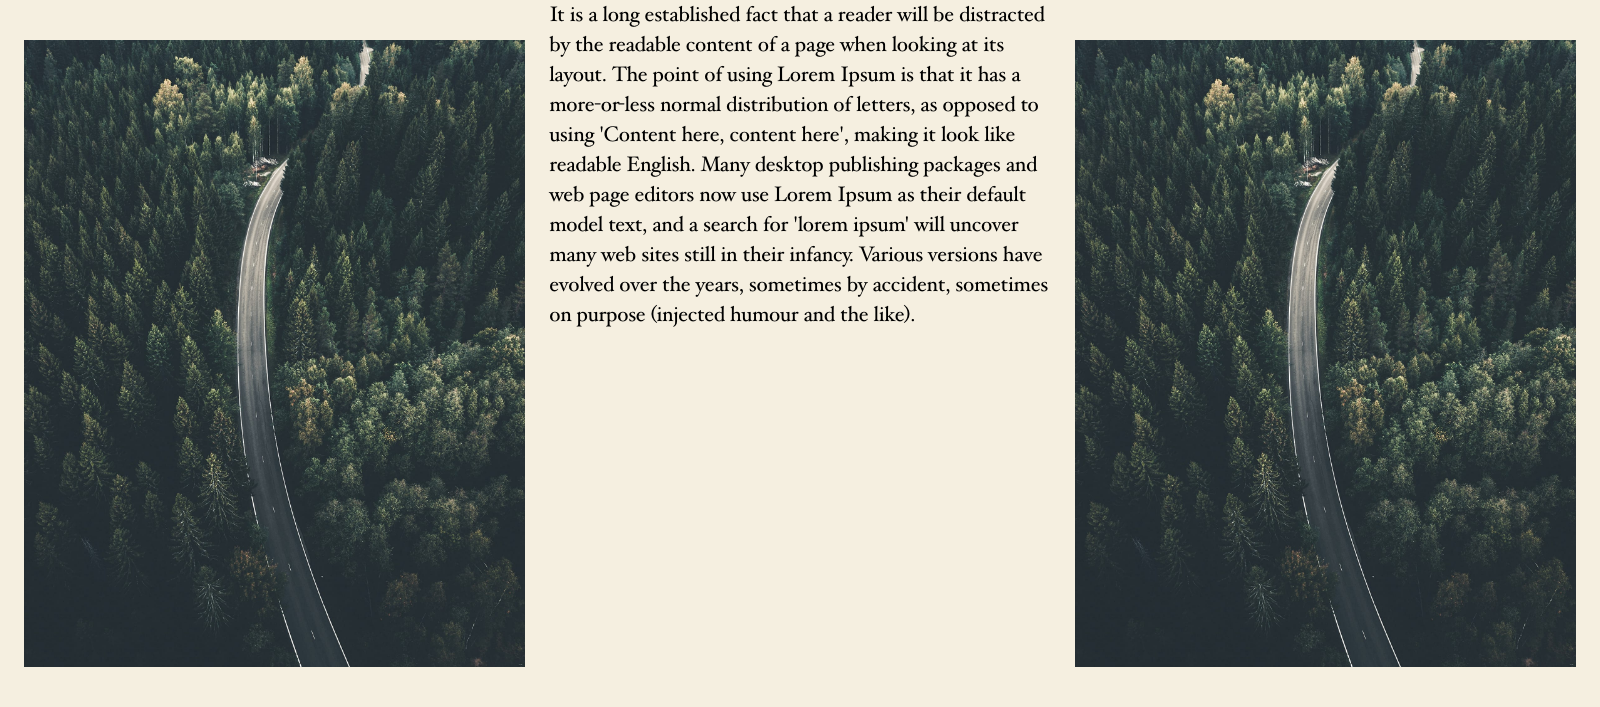 It is a long established fact that a reader will be distracted
by the readable content of a page when looking at its
layout. The point of using Lorem Ipsum is that it has a
more-or-less normal distribution of letters, as opposed to
using 'Content here, content here', making it look like
readable English. Many desktop publishing packages and
web page editors now use Lorem Ipsum as their default
model text, and a search for 'lorem ipsum' will uncover
many web sites still in their infancy. Various versions have
evolved over the years, sometimes by accident, sometimes
on purpose (injected humour and the like).